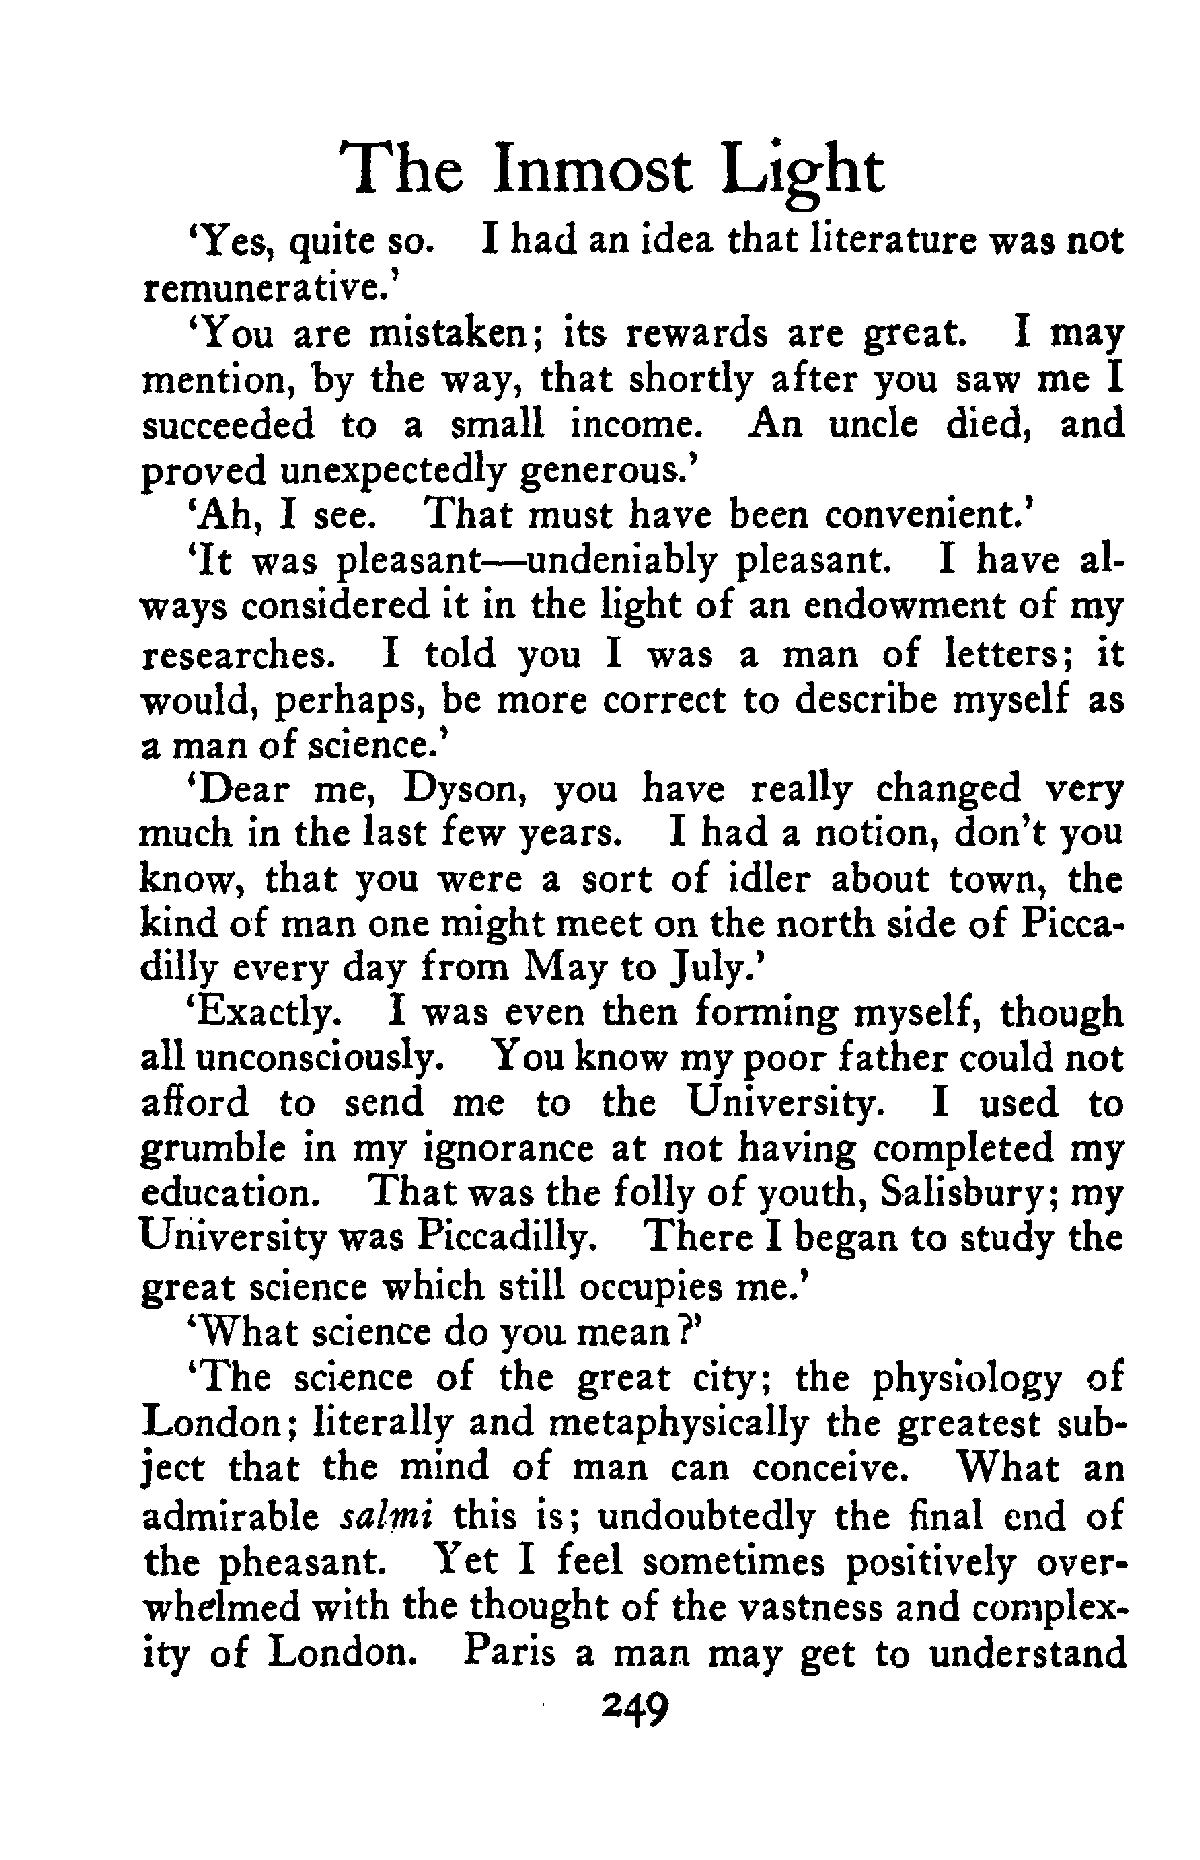 The Inmost Light
‘Yes, quite so. I had an idea that literature was not
remunerative.’
‘You are mistaken; its rewards are great. I may
mention, by the way, that shortly after you saw me I
succeeded to a small income. An uncle died, and
proved unexpectedly generous.’
‘Ah, I see. That must have been convenient.’
‘It was pleasant—undeniably pleasant. I have al-
ways considered it in the light of an endowment of my
researches. I told you I was a man of letters; it
would, perhaps, be more correct to describe myself as
a man of science.’
‘Dear me, Dyson, you have really changed very
much in the last few years. I had a notion, don’t you
know, that you were a sort of idler about town, the
kind of man one might meet on the north side of Picca-
dilly every day from May to July.’
‘Exactly. I was even then forming myself, though
all unconsciously. You know my poor father could not
afford to send me to the University. I used to
grumble in my ignorance at not having completed my
education. That was the folly of youth, Salisbury; my
University was Piccadilly. There I began to study the
great science which still occupies me.’
‘What science do you mean?’
‘The science of the great city; the physiology of
London; literally and metaphysically the greatest sub-
ject that the mind of man can conceive. What an
admirable salmi this is; undoubtedly the final end of
the pheasant. Yet I feel sometimes positively over-
whelmed with the thought of the vastness and complex-
ity of London. Paris a man may get to understand
249